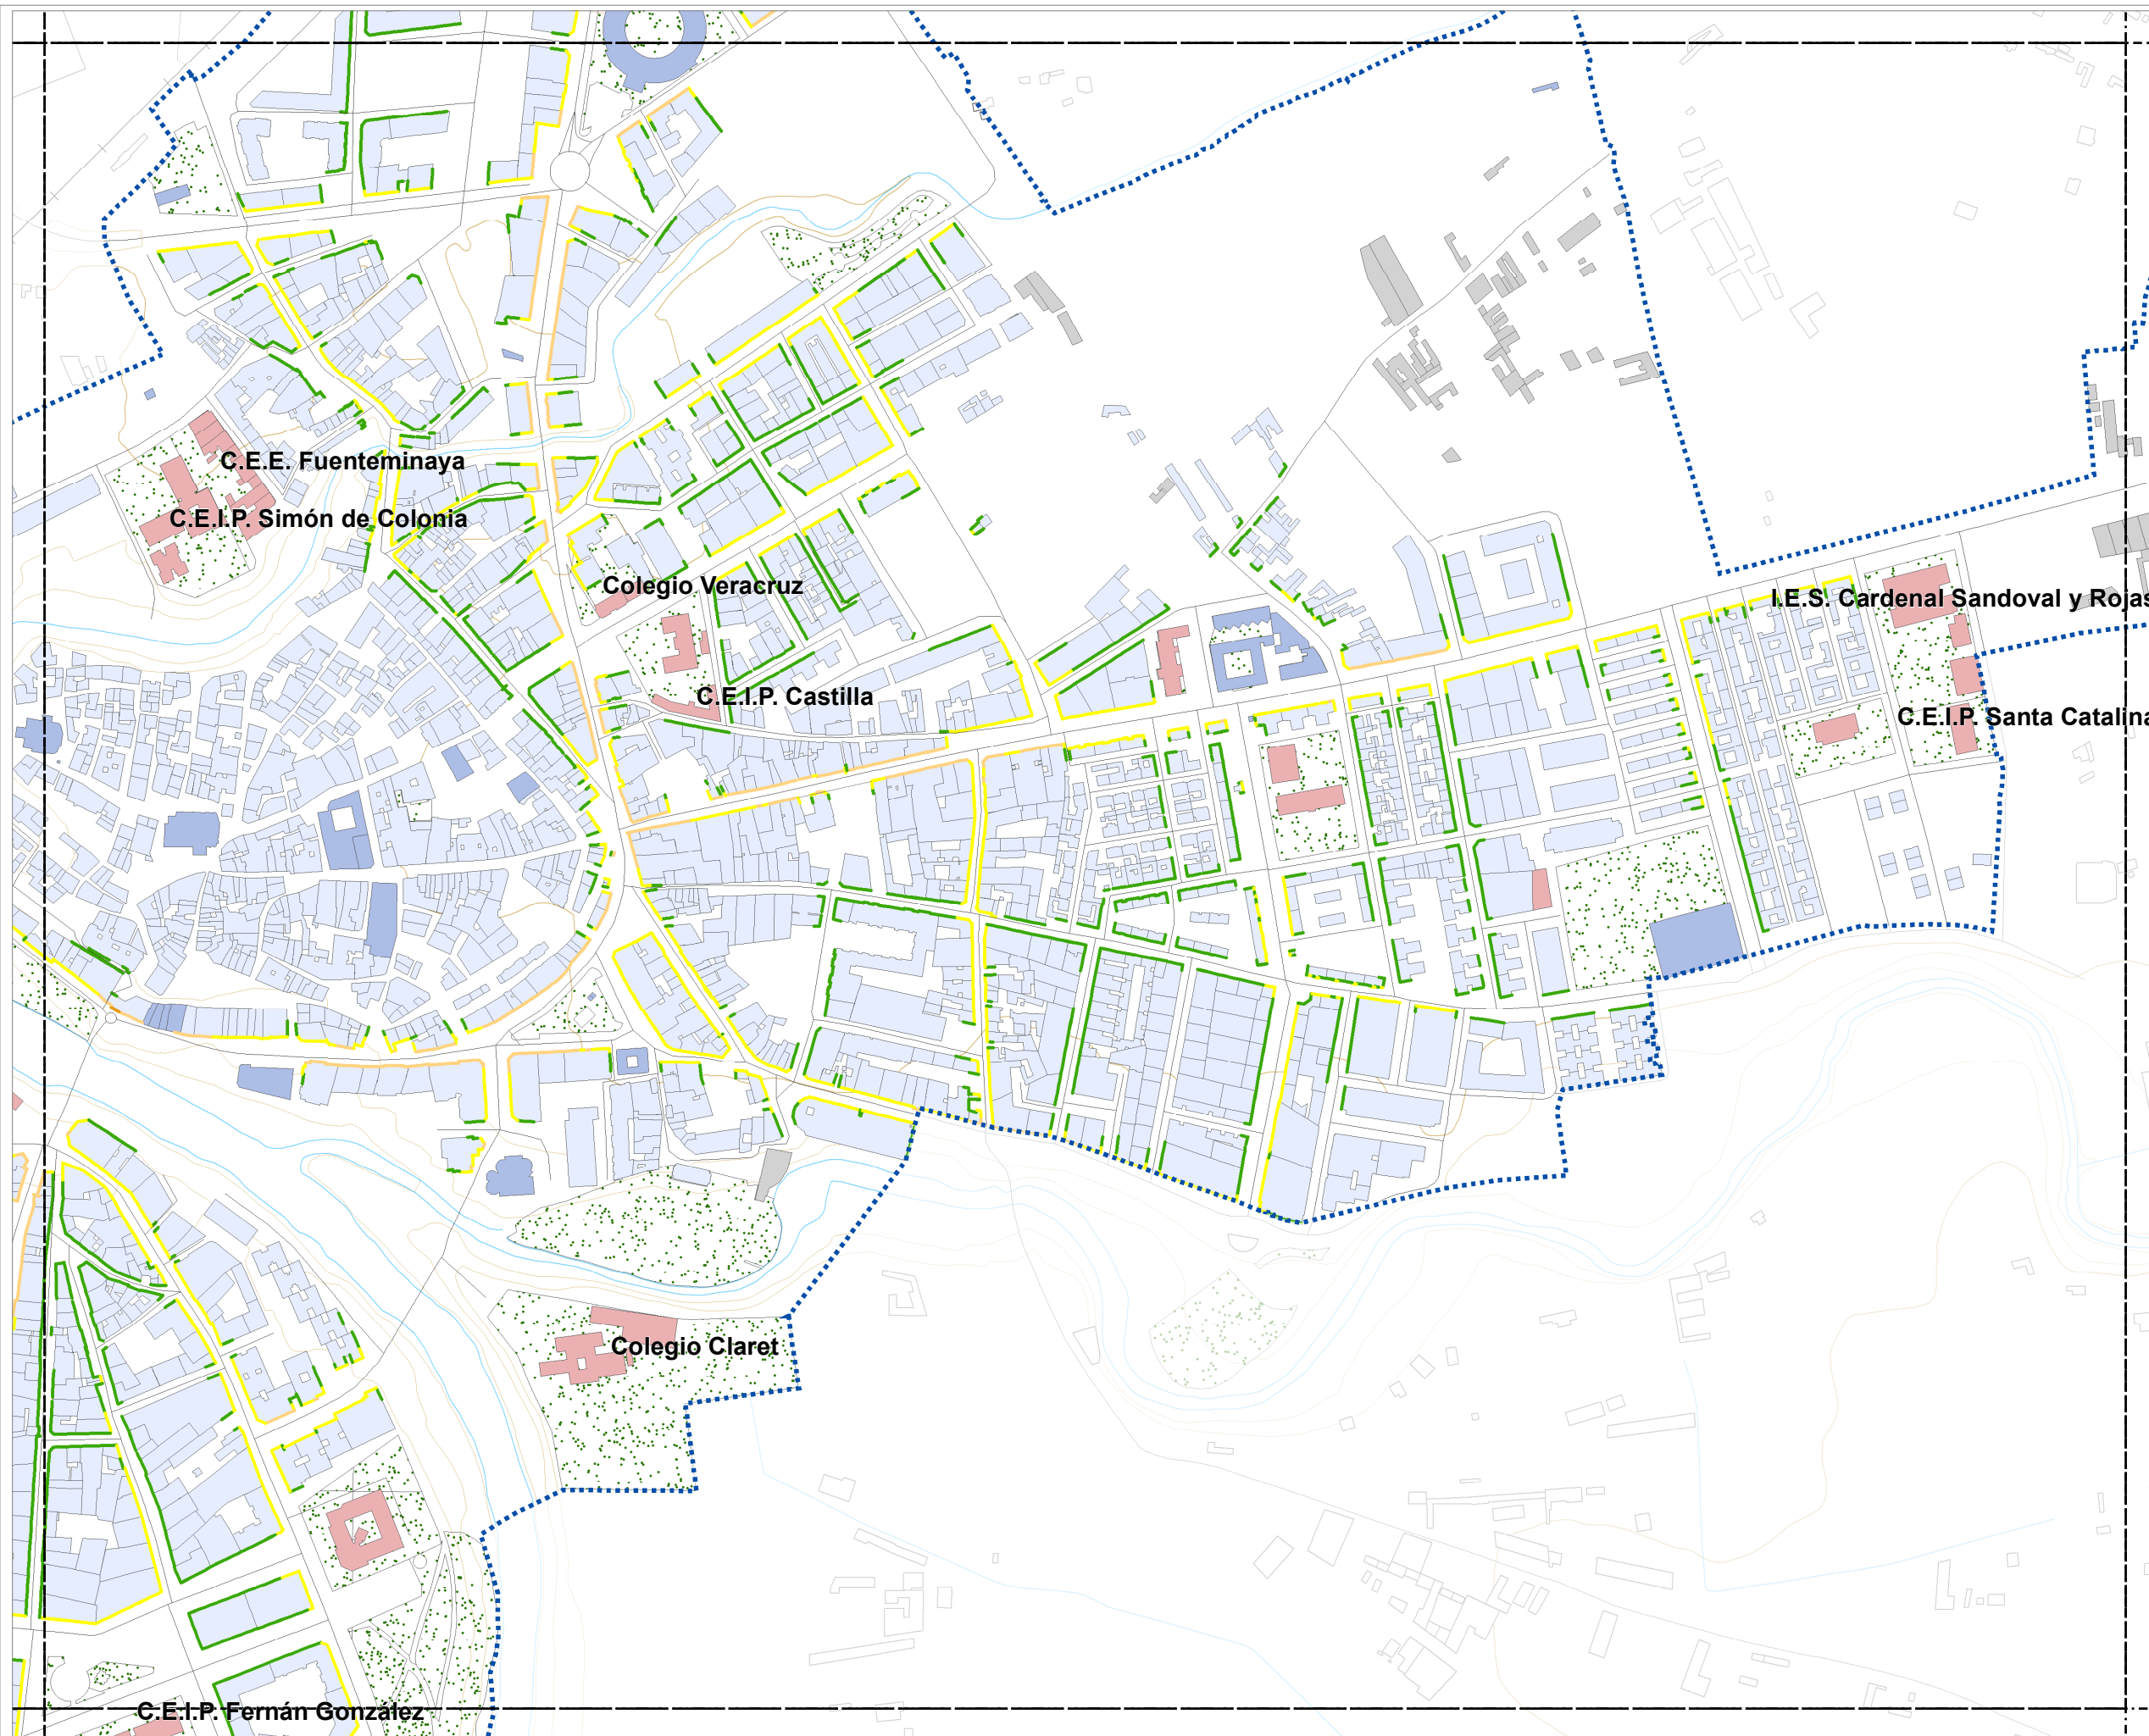 C.E.E. Fuenteminaya
C.E.I.P. Simón de Colonia
Colegio Veracruz
I.E.S. Cardenal Sandoval y Rojas
C.E.I.P. Castilla
C.E.I.P. Santa Catalina
Colegio Claret
C.E.I.P. Fernán González